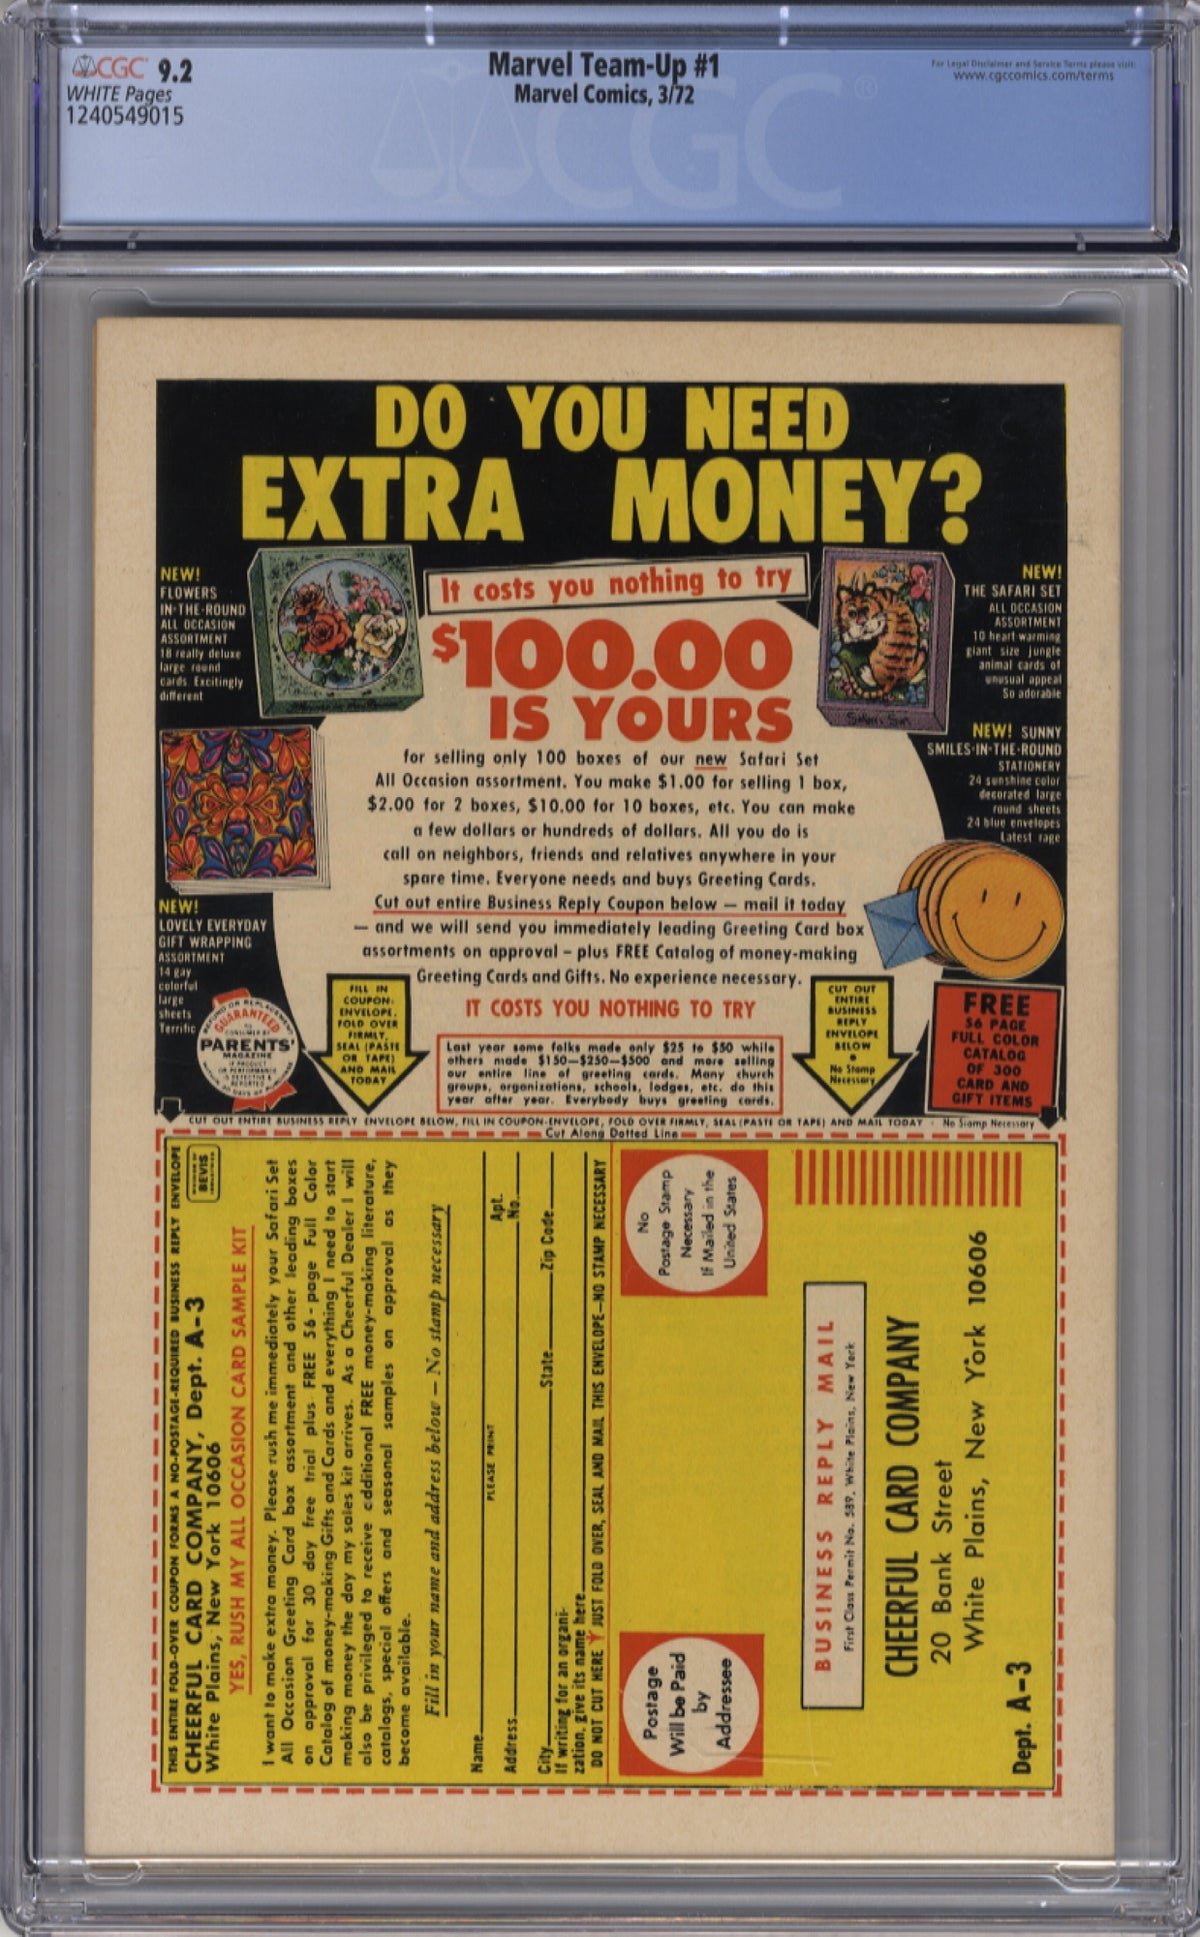 CGC 9.2
WHITE Pages
1240549015
Marvel Team-Up #1
Marvel Comics, 3/72
For Legal Disclaimer and Service Terms please visit:
www.cgccomics.com/terms
CGC®
DO YOU NEED
EXTRA MONEY?
NEW!
FLOWERS
IN-THE-ROUND
ALL OCCASION
ASSORTMENT
18 really deluxe
large round
cards Excitingly
different
It costs you nothing to try
NEW!
THE SAFARI SET
ALL OCCASION
ASSORTMENT
10 heart warming
giant size jungle
animal cards of
unusual appeal
So adorable
Safari Set
$100.00
IS YOURS
for selling only 100 boxes of our new Safari Set
All Occasion assortment. You make $1.00 for selling 1 box,
$2.00 for 2 boxes, $10.00 for 10 boxes, etc. You can make
a few dollars or hundreds of dollars. All you do is
call on neighbors, friends and relatives anywhere in your
spare time. Everyone needs and buys Greeting Cards.
Cut out entire Business Reply Coupon below — mail it today
— and we will send you immediately leading Greeting Card box
assortments on approval – plus FREE Catalog of money-making
Greeting Cards and Gifts. No experience necessary.
IT COSTS YOU NOTHING TO TRY
NEW! SUNNY
SMILES-IN-THE-ROUND
STATIONERY
24 sunshine color
decorated large
round sheets
24 blue envelopes
Latest rage
NEW!
LOVELY EVERYDAY
GIFT WRAPPING
ASSORTMENT
14 gay
colorful
large
sheets
Terrific
REFUND OR REPLACEMENT
GUARANTEED
TO
CONSUMER BY
PARENTS'
MAGAZINE
IF PRODUCT
OR PERFORMANCE
IS DEFECTIVE &
REPORTED
WITHIN 30 DAYS OF PURCHASE
FILL IN
COUPON-
ENVELOPE,
FOLD OVER
FIRMLY,
SEAL (PASTE
OR TAPE)
AND MAIL
TODAY
Last year some folks made only $25 to $50 while
others made $150—$250—$500 and more selling
our entire line of greeting cards. Many church
groups, organizations, schools, lodges, etc. do this
year after year. Everybody buys greeting cards.
CUT OUT
ENTIRE
BUSINESS
REPLY
ENVELOPE
BELOW
•
No Stamp
Necessary
FREE
56 PAGE
FULL COLOR
CATALOG
OF 300
CARD AND
GIFT ITEMS
CUT OUT ENTIRE BUSINESS REPLY ENVELOPE BELOW, FILL IN COUPON-ENVELOPE, FOLD OVER FIRMLY, SEAL (PASTE OR TAPE) AND MAIL TODAY · No Stamp Necessary
Cut Along Dotted Line
THIS ENTIRE FOLD-OVER COUPON FORMS A NO-POSTAGE-REQUIRED BUSINESS REPLY ENVELOPE
CHEERFUL CARD COMPANY, Dept. A-3
White Plains, New York 10606
BEVIS
YES, RUSH MY ALL OCCASION CARD SAMPLE KIT
I want to make extra money. Please rush me immediately your Safari Set
All Occasion Greeting Card box assortment and other leading boxes
on approval for 30 day free trial plus FREE 56-page Full Color
Catalog of money-making Gifts and Cards and everything I need to start
making money the day my sales kit arrives. As a Cheerful Dealer I will
also be privileged to receive additional FREE money-making literature,
catalogs, special offers and seasonal samples on approval as they
become available.
Fill in your name and address below — No stamp necessary
Name
PLEASE PRINT
Address
Apt.
No.
City
State
Zip Code
If writing for an organi-
zation, give its name here
DO NOT CUT HERE JUST FOLD OVER, SEAL AND MAIL THIS ENVELOPE—NO STAMP NECESSARY
Postage
Will be Paid
by
Addressee
No
Postage Stamp
Necessary
If Mailed in the
United States
BUSINESS REPLY MAIL
First Class Permit No. 589, White Plains, New York
CHEERFUL CARD COMPANY
20 Bank Street
White Plains, New York 10606
Dept. A-3